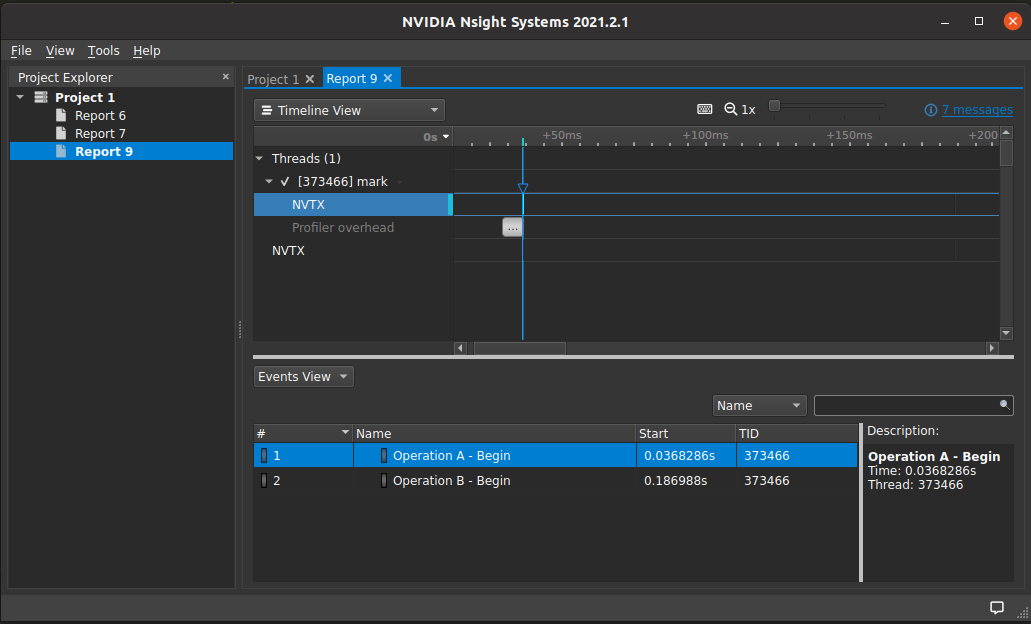 NVIDIA Nsight Systems 2021.2.1
File View Tools Help
Project Explorer
Project 1
Report 6
Report 7
Report 9
Project 1 Report 9
Timeline View
1x
7 messages
0s
+50ms +100ms +150ms +200
Threads (1)
[373466] mark
NVTX
Profiler overhead
...
NVTX
Events View
Name
# Name Start TID
1 Operation A - Begin 0.0368286s 373466
2 Operation B - Begin 0.186988s 373466
Description:
Operation A - Begin
Time: 0.0368286s
Thread: 373466